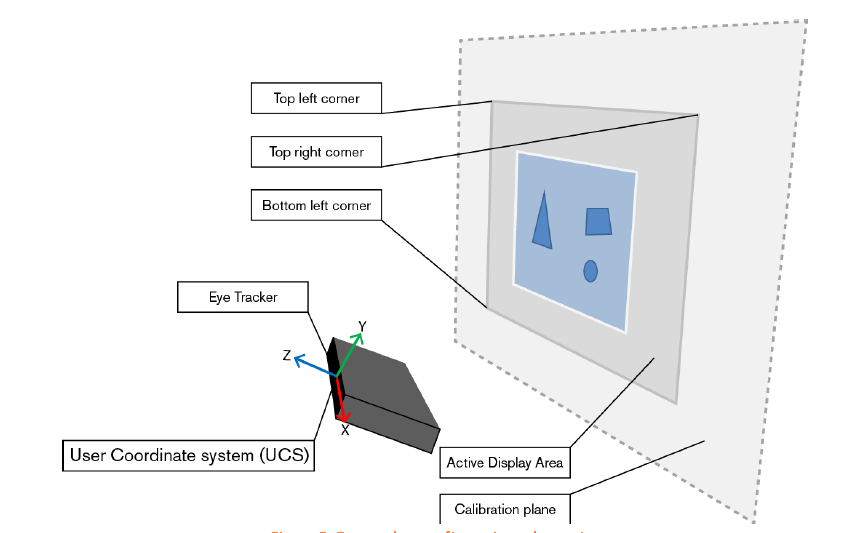 Top left corner
Top right corner
Bottom left corner
Eye Tracker
Y
Z
X
User Coordinate system (UCS)
Active Display Area
Calibration plane